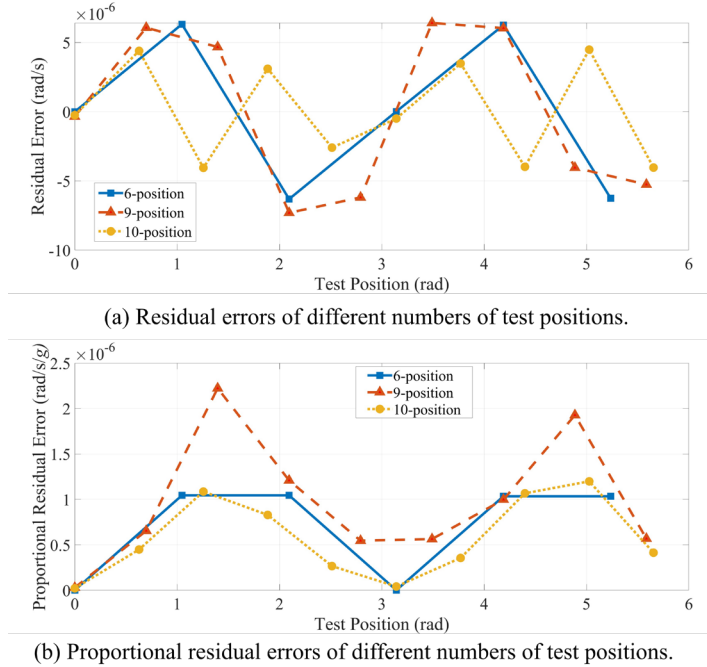 ×10⁻⁶
5
0
-5
-10
Residual Error (rad/s)
6-position
9-position
10-position
0 1 2 3 4 5 6
Test Position (rad)
(a) Residual errors of different numbers of test positions.
×10⁻⁶
2.5
2
1.5
1
0.5
0
Proportional Residual Error (rad/s/g)
6-position
9-position
10-position
0 1 2 3 4 5 6
Test Position (rad)
(b) Proportional residual errors of different numbers of test positions.